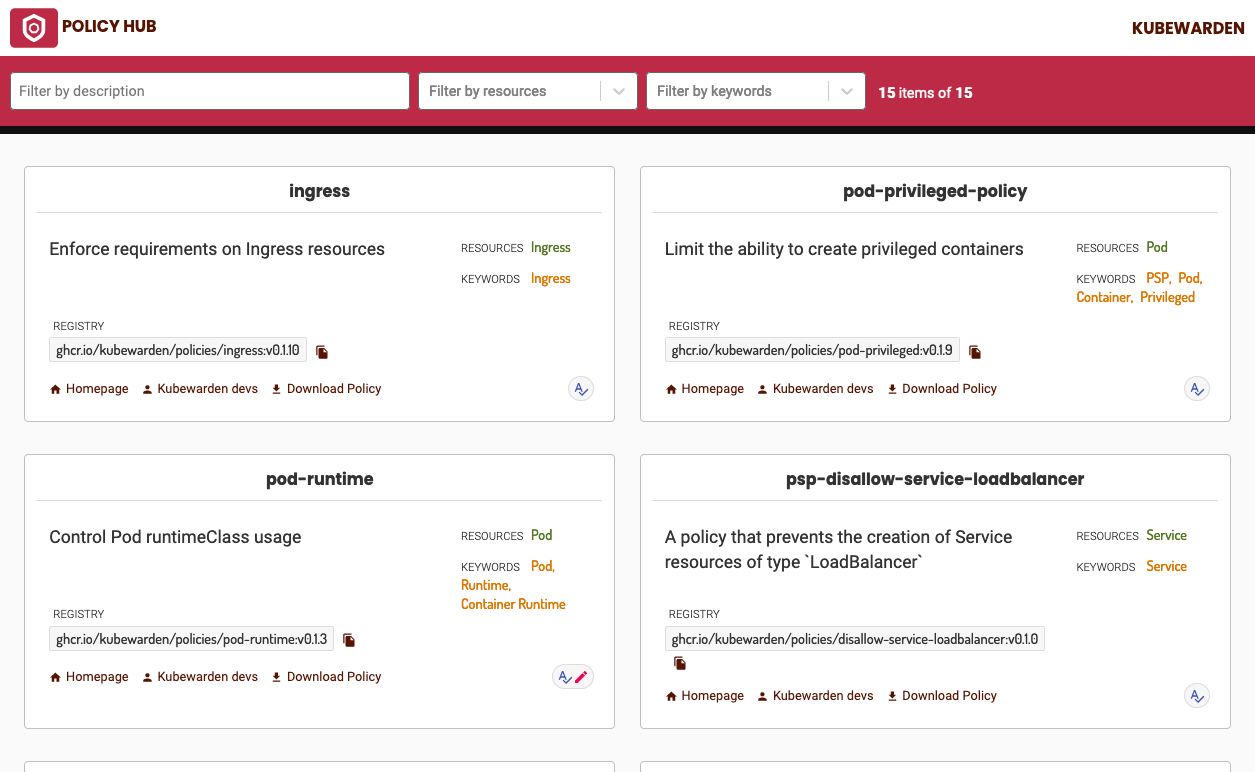 POLICY HUB
KUBEWARDEN
Filter by description
Filter by resources
Filter by keywords
15 items of 15
ingress
Enforce requirements on Ingress resources
RESOURCES Ingress
KEYWORDS Ingress
REGISTRY
ghcr.io/kubewarden/policies/ingress:v0.1.10
Homepage
Kubewarden devs
Download Policy
pod-privileged-policy
Limit the ability to create privileged containers
RESOURCES Pod
KEYWORDS PSP, Pod,
Container, Privileged
REGISTRY
ghcr.io/kubewarden/policies/pod-privileged:v0.1.9
Homepage
Kubewarden devs
Download Policy
pod-runtime
Control Pod runtimeClass usage
RESOURCES Pod
KEYWORDS Pod,
Runtime,
Container Runtime
REGISTRY
ghcr.io/kubewarden/policies/pod-runtime:v0.1.3
Homepage
Kubewarden devs
Download Policy
psp-disallow-service-loadbalancer
A policy that prevents the creation of Service
resources of type `LoadBalancer`
RESOURCES Service
KEYWORDS Service
REGISTRY
ghcr.io/kubewarden/policies/disallow-service-loadbalancer:v0.1.0
Homepage
Kubewarden devs
Download Policy